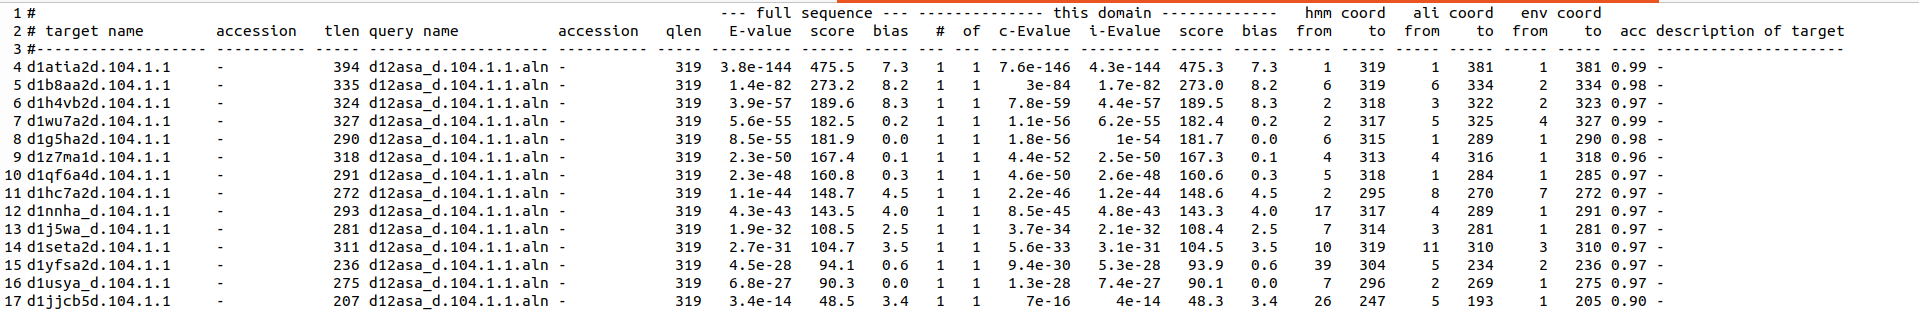 1 #                                                                            --- full sequence --- -------------- this domain -------------   hmm coord   ali coord   env coord
2 # target name        accession   tlen query name           accession   qlen   E-value  score  bias   #  of  c-Evalue  i-Evalue  score  bias  from    to  from    to  from    to  acc description of target
3 #------------------- ---------- ----- -------------------- ---------- ----- --------- ------ ----- --- --- --------- --------- ------ ----- ----- ----- ----- ----- ----- ----- ---- ---------------------
4 d1atia2d.104.1.1     -            394 d12asa_d.104.1.1.aln -            319  3.8e-144  475.5   7.3   1   1  7.6e-146  4.3e-144  475.3   7.3     1   319     1   381     1   381 0.99 -
5 d1b8aa2d.104.1.1     -            335 d12asa_d.104.1.1.aln -            319   1.4e-82  273.2   8.2   1   1     3e-84   1.7e-82  273.0   8.2     6   319     6   334     2   334 0.98 -
6 d1h4vb2d.104.1.1     -            324 d12asa_d.104.1.1.aln -            319   3.9e-57  189.6   8.3   1   1   7.8e-59   4.4e-57  189.5   8.3     2   318     3   322     2   323 0.97 -
7 d1wu7a2d.104.1.1     -            327 d12asa_d.104.1.1.aln -            319   5.6e-55  182.5   0.2   1   1   1.1e-56   6.2e-55  182.4   0.2     2   317     5   325     4   327 0.99 -
8 d1g5ha2d.104.1.1     -            290 d12asa_d.104.1.1.aln -            319   8.5e-55  181.9   0.0   1   1   1.8e-56     1e-54  181.7   0.0     6   315     1   289     1   290 0.98 -
9 d1z7ma1d.104.1.1     -            318 d12asa_d.104.1.1.aln -            319   2.3e-50  167.4   0.1   1   1   4.4e-52   2.5e-50  167.3   0.1     4   313     4   316     1   318 0.96 -
10 d1qf6a4d.104.1.1     -            291 d12asa_d.104.1.1.aln -            319   2.3e-48  160.8   0.3   1   1   4.6e-50   2.6e-48  160.6   0.3     5   318     1   284     1   285 0.97 -
11 d1hc7a2d.104.1.1     -            272 d12asa_d.104.1.1.aln -            319   1.1e-44  148.7   4.5   1   1   2.2e-46   1.2e-44  148.6   4.5     2   295     8   270     7   272 0.97 -
12 d1nnha_d.104.1.1     -            293 d12asa_d.104.1.1.aln -            319   4.3e-43  143.5   4.0   1   1   8.5e-45   4.8e-43  143.3   4.0    17   317     4   289     1   291 0.97 -
13 d1j5wa_d.104.1.1     -            281 d12asa_d.104.1.1.aln -            319   1.9e-32  108.5   2.5   1   1   3.7e-34   2.1e-32  108.4   2.5     7   314     3   281     1   281 0.97 -
14 d1seta2d.104.1.1     -            311 d12asa_d.104.1.1.aln -            319   2.7e-31  104.7   3.5   1   1   5.6e-33   3.1e-31  104.5   3.5    10   319    11   310     3   310 0.97 -
15 d1yfsa2d.104.1.1     -            236 d12asa_d.104.1.1.aln -            319   4.5e-28   94.1   0.6   1   1   9.4e-30   5.3e-28   93.9   0.6    39   304     5   234     2   236 0.97 -
16 d1usya_d.104.1.1     -            275 d12asa_d.104.1.1.aln -            319   6.8e-27   90.3   0.0   1   1   1.3e-28   7.4e-27   90.1   0.0     7   296     2   269     1   275 0.97 -
17 d1jjcb5d.104.1.1     -            207 d12asa_d.104.1.1.aln -            319   3.4e-14   48.5   3.4   1   1     7e-16     4e-14   48.3   3.4    26   247     5   193     1   205 0.90 -